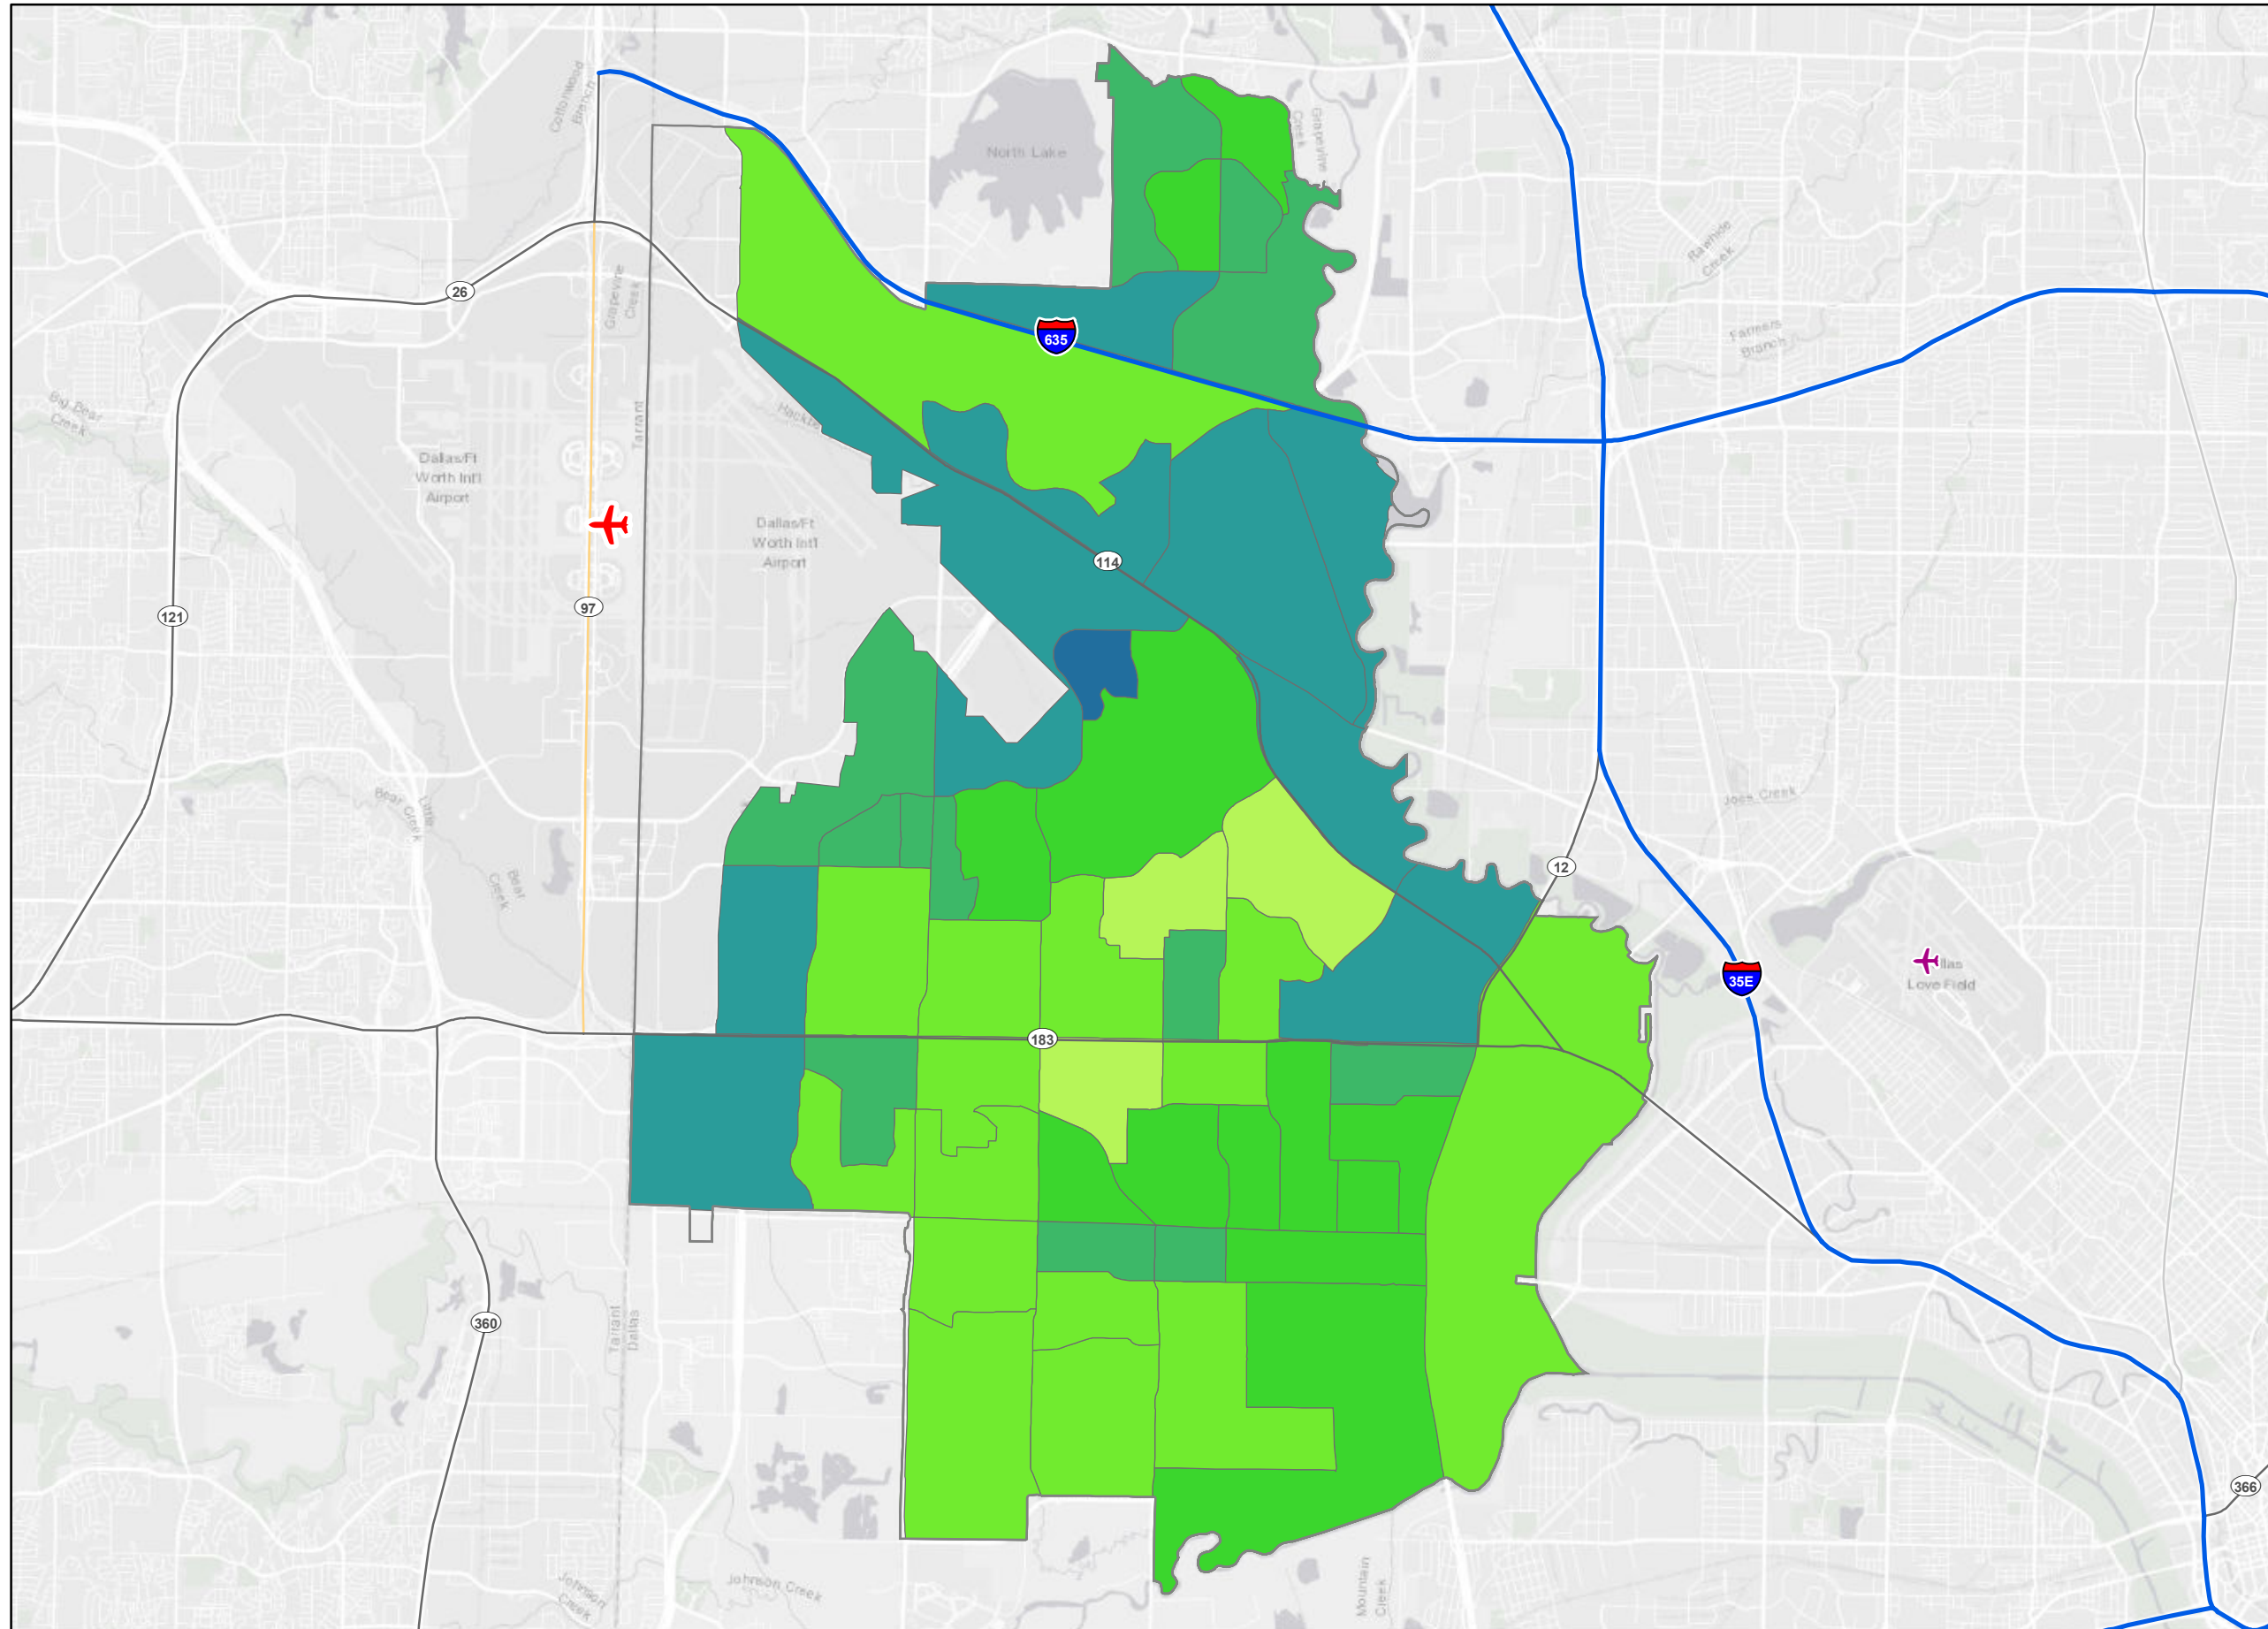 Cottonwood
Branch
North Lake
Grapevine
Creek
Rawhide
Creek
26
Grapevine
Creek
635
Farmers
Branch
Big Bear
Creek
Tarrant
Dallas/Ft
Worth Int'l
Airport
Dallas/Ft
Worth Int'l
Airport
114
97
121
Little
Bear Creek
Joes Creek
12
Bear
Creek
35E
Love Field
183
360
Tarrant
Dallas
366
Johnson
Creek
Johnson Creek
Mountain
Creek